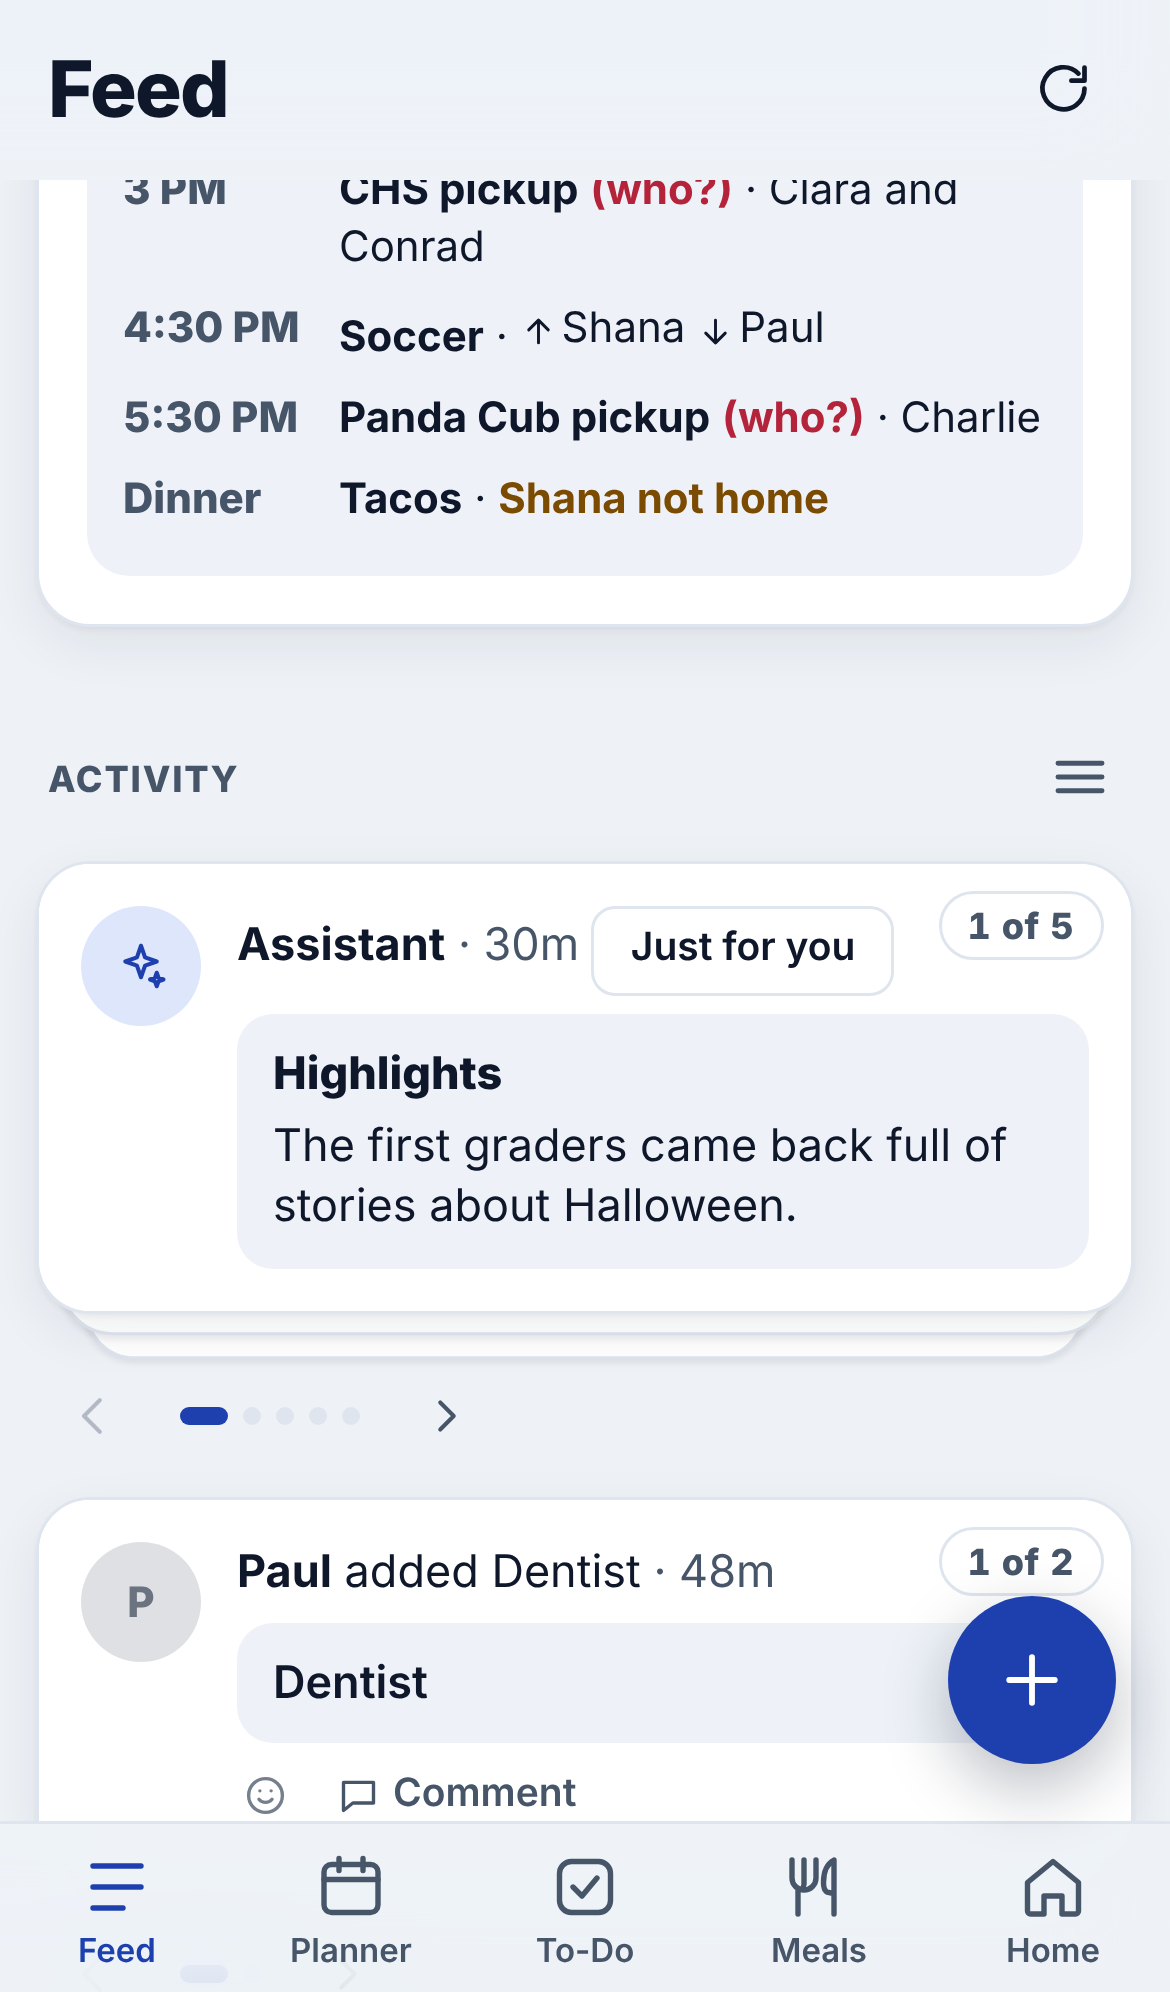 Feed
3 PM CHS pickup (who?) · Clara and
Conrad
4:30 PM Soccer · ↑ Shana ↓ Paul
5:30 PM Panda Cub pickup (who?) · Charlie
Dinner Tacos · Shana not home
ACTIVITY
Assistant · 30m Just for you 1 of 5
Highlights
The first graders came back full of
stories about Halloween.
Paul added Dentist · 48m 1 of 2
P
Dentist
Comment
Feed Planner To-Do Meals Home